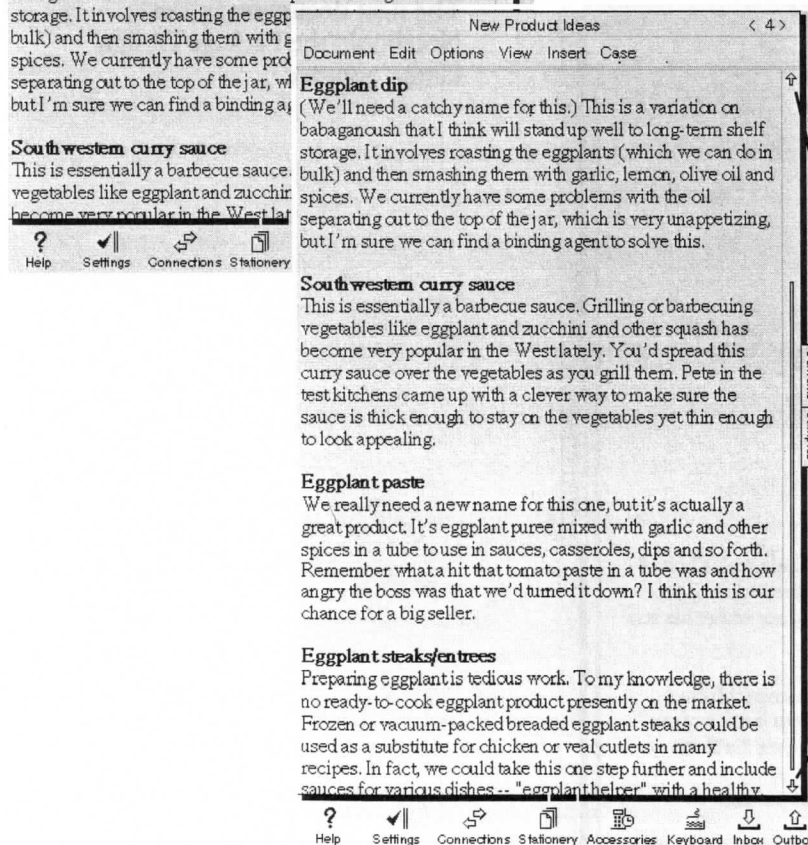 storage. It involves roasting the eggp
bulk) and then smashing them with g
spices. We currently have some prob
separating out to the top of the jar, wh
but I'm sure we can find a binding ag
Southwestern curry sauce
This is essentially a barbecue sauce.
vegetables like eggplant and zucchin
become very popular in the West lat
Help Settings Connections Stationery
New Product Ideas < 4 >
Document Edit Options View Insert Case
Eggplant dip
(We'll need a catchy name for this.) This is a variation on
babaganoush that I think will stand up well to long-term shelf
storage. It involves roasting the eggplants (which we can do in
bulk) and then smashing them with garlic, lemon, olive oil and
spices. We currently have some problems with the oil
separating out to the top of the jar, which is very unappetizing,
but I'm sure we can find a binding agent to solve this.
Southwestern curry sauce
This is essentially a barbecue sauce. Grilling or barbecuing
vegetables like eggplant and zucchini and other squash has
become very popular in the West lately. You'd spread this
curry sauce over the vegetables as you grill them. Pete in the
test kitchens came up with a clever way to make sure the
sauce is thick enough to stay on the vegetables yet thin enough
to look appealing.
Eggplant paste
We really need a new name for this one, but it's actually a
great product. It's eggplant puree mixed with garlic and other
spices in a tube to use in sauces, casseroles, dips and so forth.
Remember what a hit that tomato paste in a tube was and how
angry the boss was that we'd turned it down? I think this is our
chance for a big seller.
Eggplant steaks/entrees
Preparing eggplant is tedious work. To my knowledge, there is
no ready-to-cook eggplant product presently on the market.
Frozen or vacuum-packed breaded eggplant steaks could be
used as a substitute for chicken or veal cutlets in many
recipes. In fact, we could take this one step further and include
sauces for various dishes -- "eggplant helper" with a healthy,
Help Settings Connections Stationery Accessories Keyboard Inbox Outbo